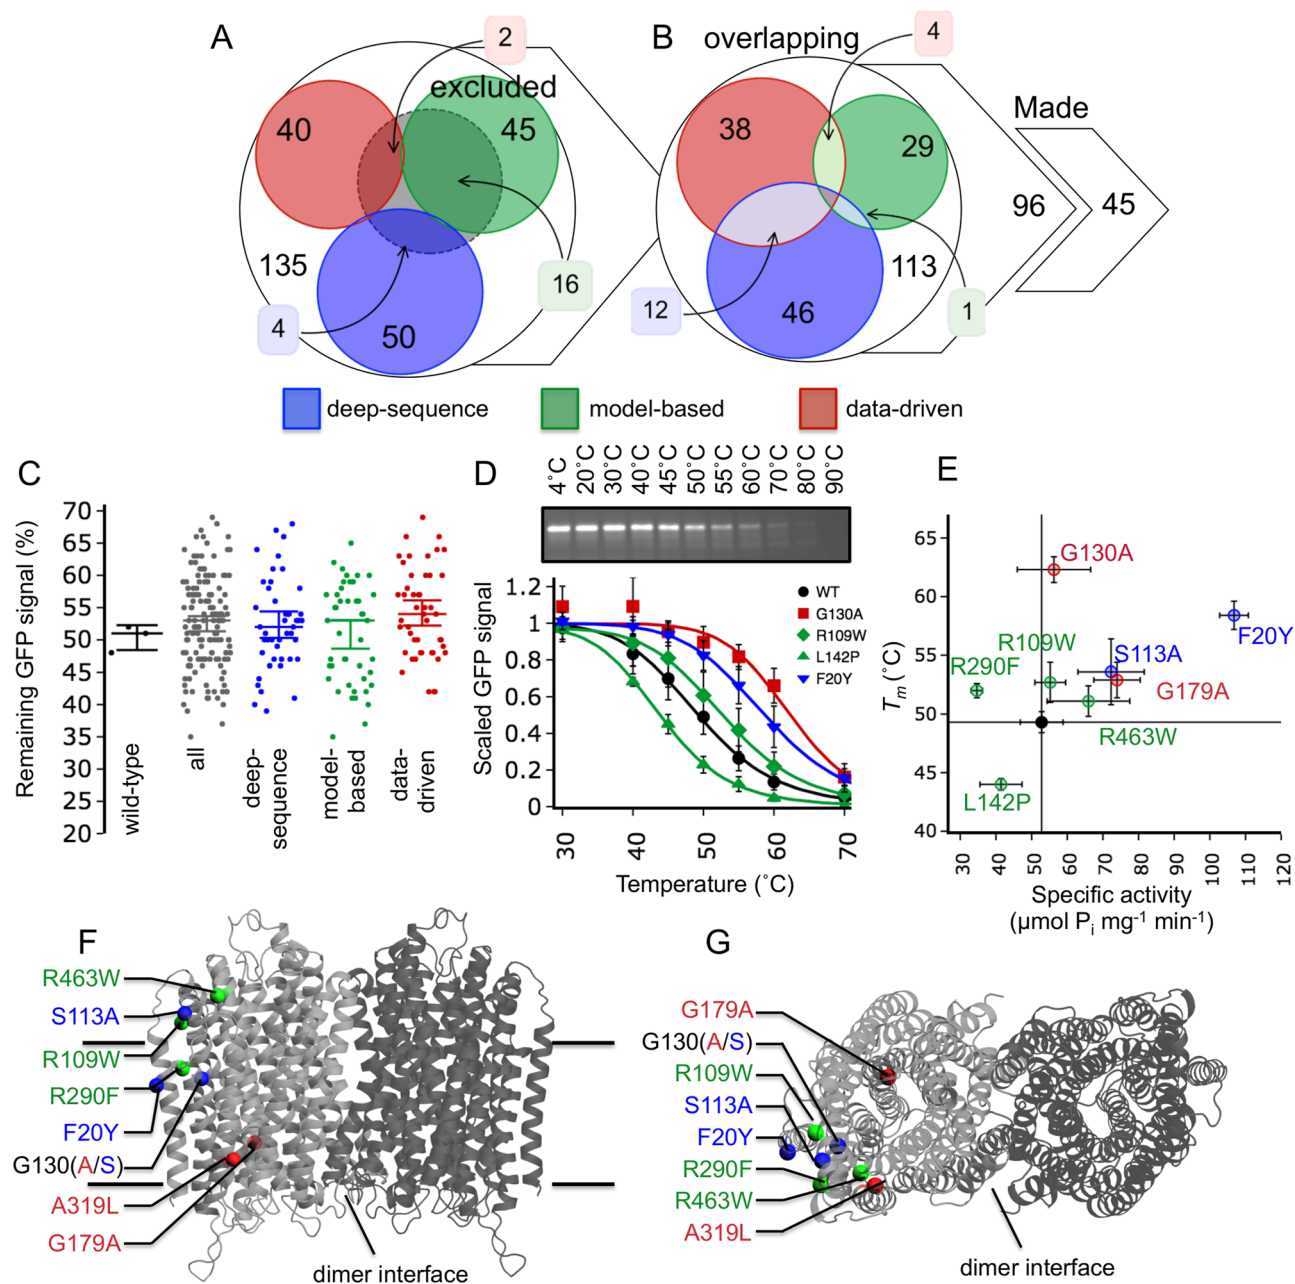 A
2
excluded
40
45
135
16
4
50
B
overlapping
4
38
29
Made
96
45
113
12
46
1
deep-sequence
model-based
data-driven
C
Remaining GFP signal (%)
70
65
60
55
50
45
40
35
30
25
20
wild-type
all
deep-
sequence
model-
based
data-
driven
D
4˚C
20˚C
30˚C
40˚C
45˚C
50˚C
55˚C
60˚C
70˚C
80˚C
90˚C
Scaled GFP signal
1.2
1
0.8
0.6
0.4
0.2
0
WT
G130A
R109W
L142P
F20Y
30
40
50
60
70
Temperature (˚C)
E
Tm (˚C)
65
60
55
50
45
40
G130A
F20Y
R109W
S113A
R290F
G179A
R463W
L142P
30
40
50
60
70
80
90
100
110
120
Specific activity
(µmol Pi mg-1 min-1)
F
R463W
S113A
R109W
R290F
F20Y
G130(A/S)
A319L
G179A
dimer interface
G
G179A
G130(A/S)
R109W
S113A
F20Y
R290F
R463W
A319L
dimer interface